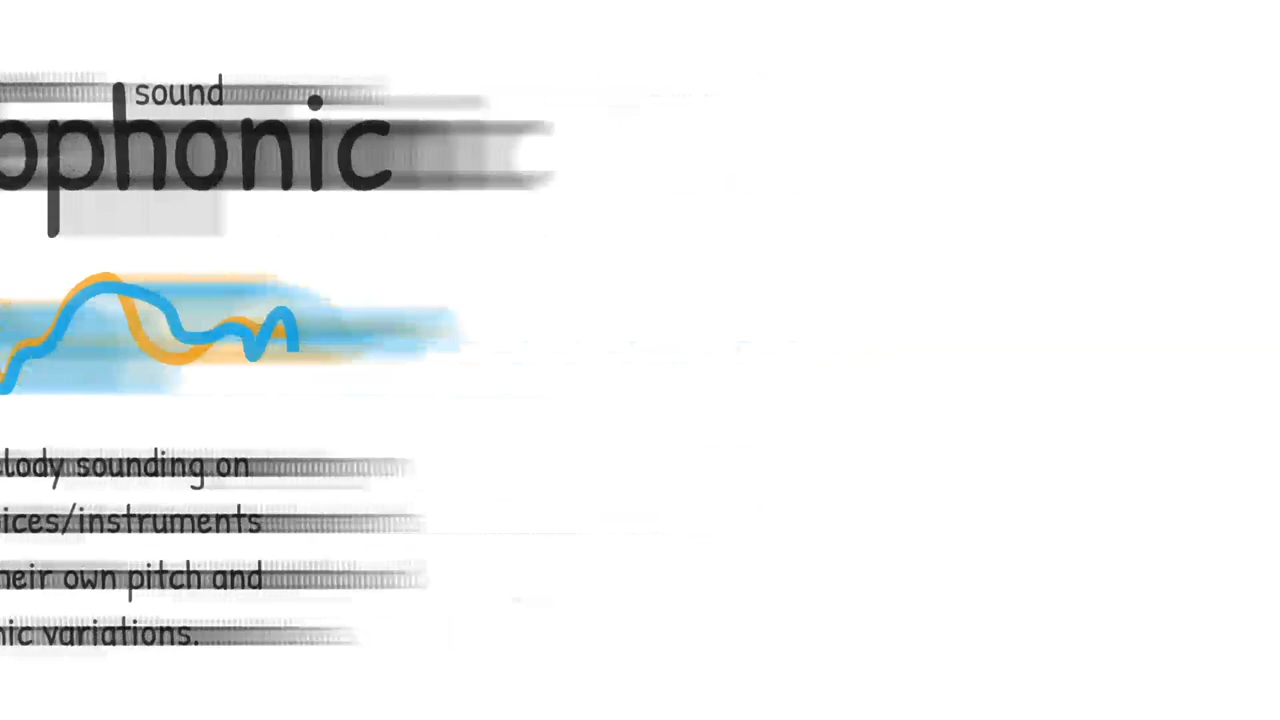 sound
ophonic
lody sounding on
ices/instruments
heir own pitch and
nic variations.